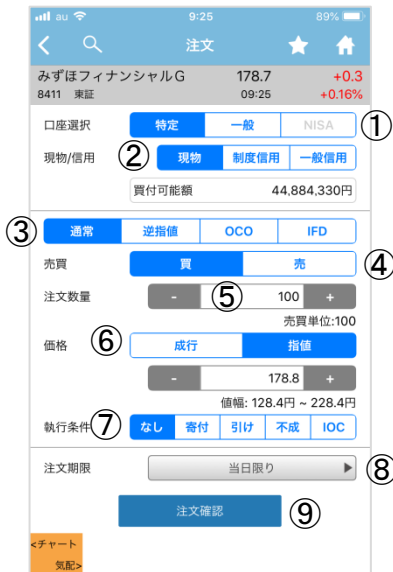 au 9:25 89%
注文
みずほフィナンシャルG 178.7 +0.3
8411 東証 09:25 +0.16%
口座選択 特定 一般 NISA ①
現物/信用 ② 現物 制度信用 一般信用
買付可能額 44,884,330円
③ 通常 逆指値 OCO IFD
売買 買 売 ④
注文数量 - ⑤ 100 +
売買単位:100
価格 ⑥ 成行 指値
- 178.8 +
値幅: 128.4円 ~ 228.4円
執行条件 ⑦ なし 寄付 引け 不成 IOC
注文期限 当日限り ⑧
注文確認 ⑨
<チャート
気配>